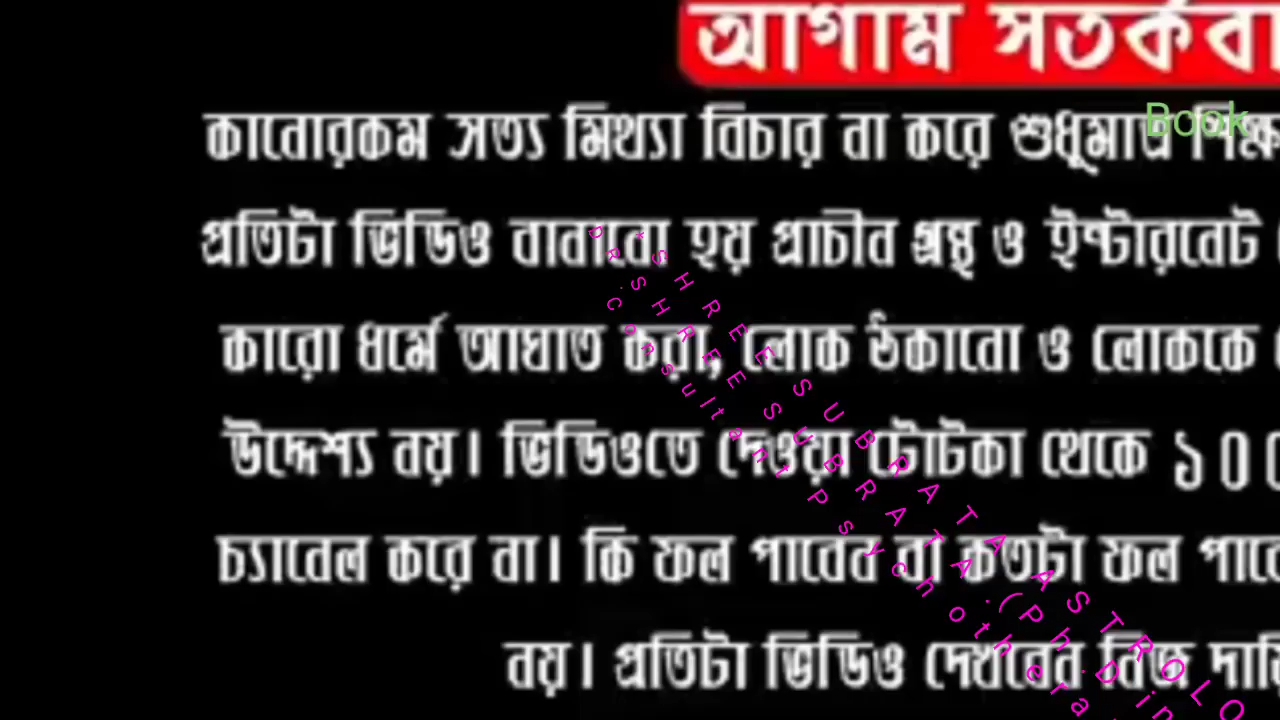 আগাম সতর্কবা
Book
কোনোরকম সত্য মিথ্যা বিচার না করে শুধুমাত্র শিক্ষ
প্রতিটা ভিডিও বানানো হয় প্রাচীন গ্রন্থ ও ইন্টারনেট
কারো ধর্মে আঘাত করা, লোক ঠকানো ও লোককে
উদ্দেশ্য নয়। ভিডিওতে দেওয়া টোটকা থেকে ১০০
চ্যানেল করে না। কি ফল পাবেন বা কতটা ফল পাবে
নয়। প্রতিটা ভিডিও দেখবেন নিজ দায়ি
* SHREE SUBRATA ASTROLO
DR. SHREE SUBRATA. (Ph.D in
Consultant Psychothera